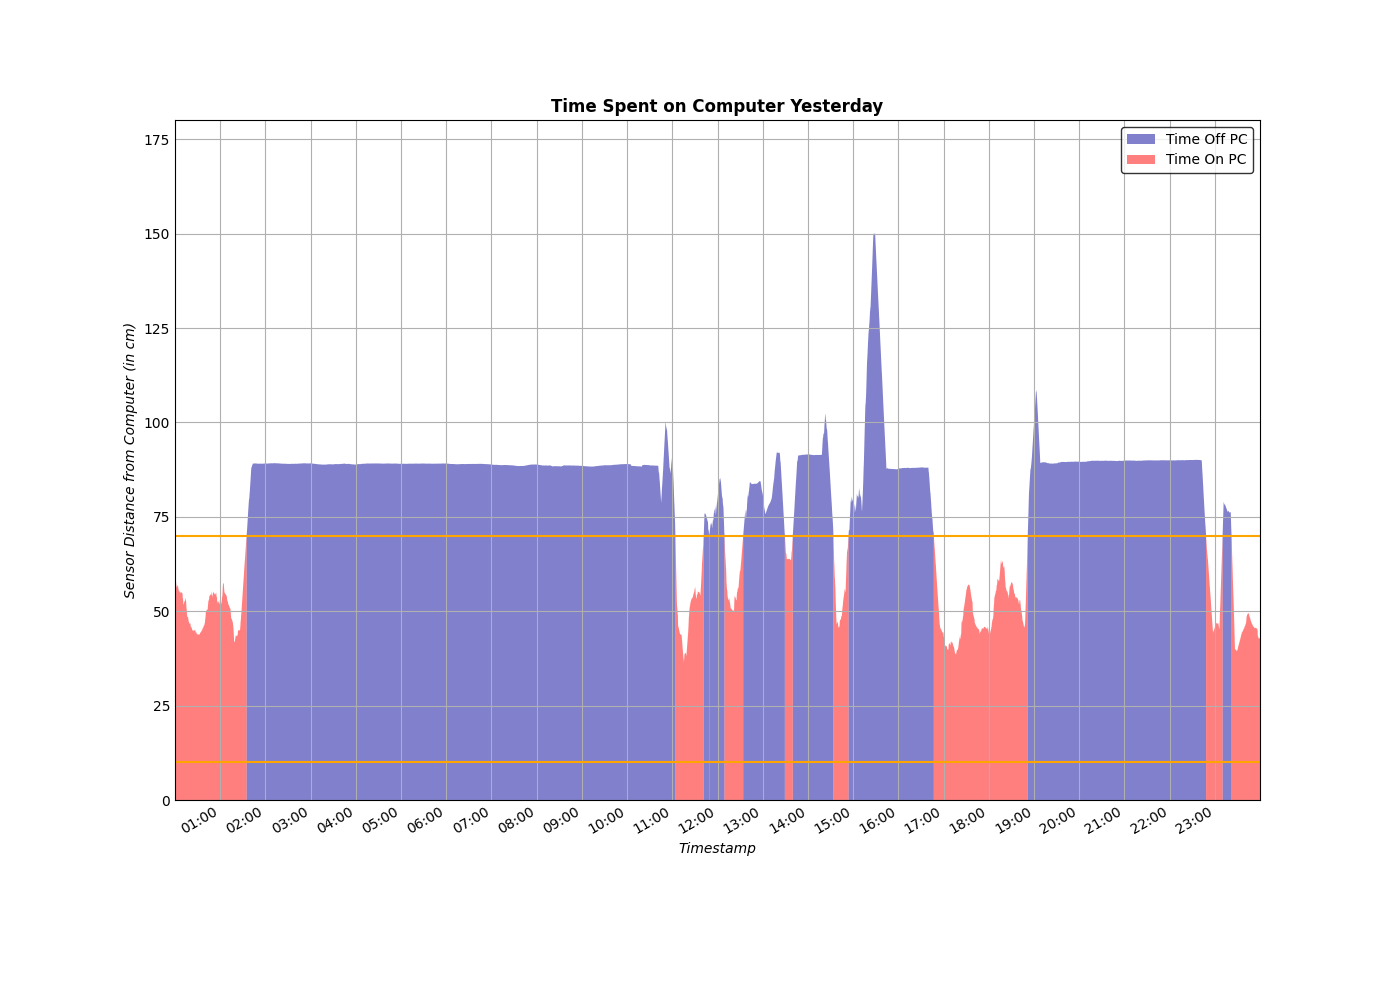 Time Spent on Computer Yesterday
Time Off PC
Time On PC
175
150
125
100
75
50
25
0
Sensor Distance from Computer (in cm)
01:00 02:00 03:00 04:00 05:00 06:00 07:00 08:00 09:00 10:00 11:00 12:00 13:00 14:00 15:00 16:00 17:00 18:00 19:00 20:00 21:00 22:00 23:00
Timestamp